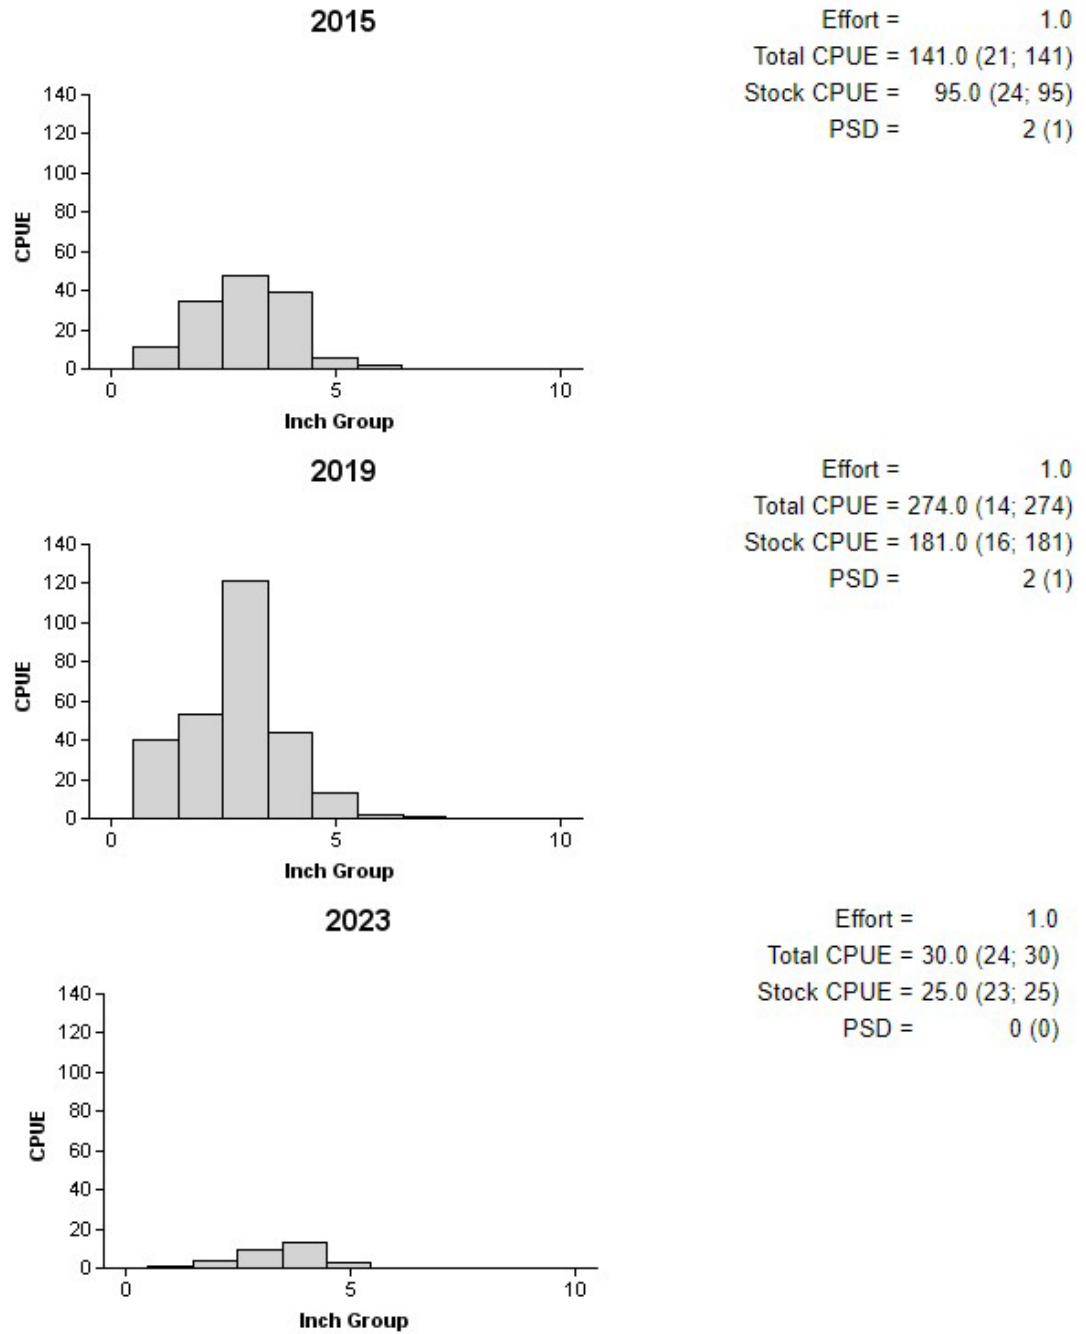 2015
Effort = 1.0
Total CPUE = 141.0 (21; 141)
Stock CPUE = 95.0 (24; 95)
PSD = 2 (1)
140
120
100
80
60
40
20
0
CPUE
0 5 10
Inch Group
2019
Effort = 1.0
Total CPUE = 274.0 (14; 274)
Stock CPUE = 181.0 (16; 181)
PSD = 2 (1)
140
120
100
80
60
40
20
0
CPUE
0 5 10
Inch Group
2023
Effort = 1.0
Total CPUE = 30.0 (24; 30)
Stock CPUE = 25.0 (23; 25)
PSD = 0 (0)
140
120
100
80
60
40
20
0
CPUE
0 5 10
Inch Group